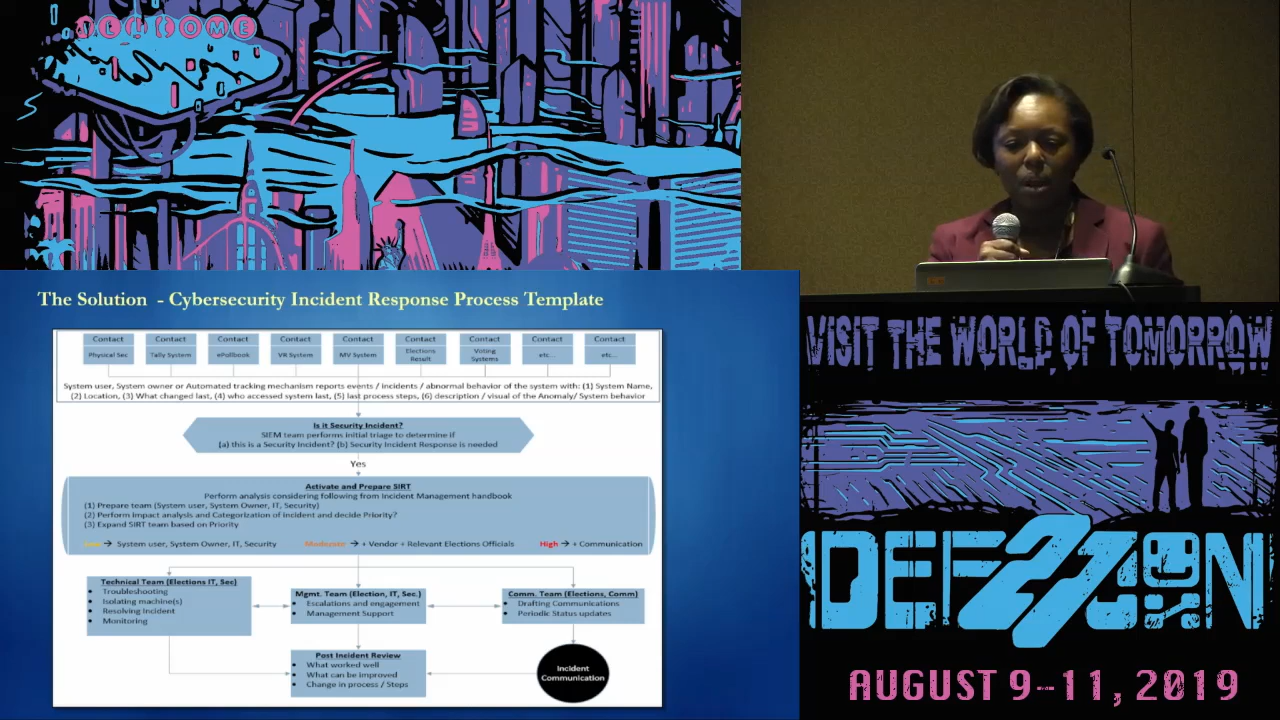 WELCOME
The Solution - Cybersecurity Incident Response Process Template
Contact Contact Contact Contact Contact Contact Contact Contact Contact
Physical Sec Tally System ePollbook VR System MV System Elections Result Voting Systems etc... etc...
System user, System owner or Automated tracking mechanism reports events / incidents / abnormal behavior of the system with: (1) System Name,
(2) Location, (3) What changed last, (4) who accessed system last, (5) last process steps, (6) description / visual of the Anomaly/ System behavior
Is it Security Incident?
SIEM team performs initial triage to determine if
(a) this is a Security Incident? (b) Security Incident Response is needed
Yes
Activate and Prepare SIRT
Perform analysis considering following from Incident Management handbook
(1) Prepare team (System user, System Owner, IT, Security)
(2) Perform impact analysis and Categorization of incident and decide Priority?
(3) Expand SIRT team based on Priority
Low → System user, System Owner, IT, Security
Moderate → + Vendor + Relevant Elections Officials
High → + Communication
Technical Team (Elections IT, Sec)
• Troubleshooting
• Isolating machine(s)
• Resolving Incident
• Monitoring
Mgmt. Team (Election, IT, Sec.)
• Escalations and engagement
• Management Support
Comm. Team (Elections, Comm)
• Drafting Communications
• Periodic Status updates
Post Incident Review
• What worked well
• What can be improved
• Change in process / Steps
Incident
Communication
VISIT THE WORLD OF TOMORROW
DEF 27 CON
AUGUST 9-11, 2019